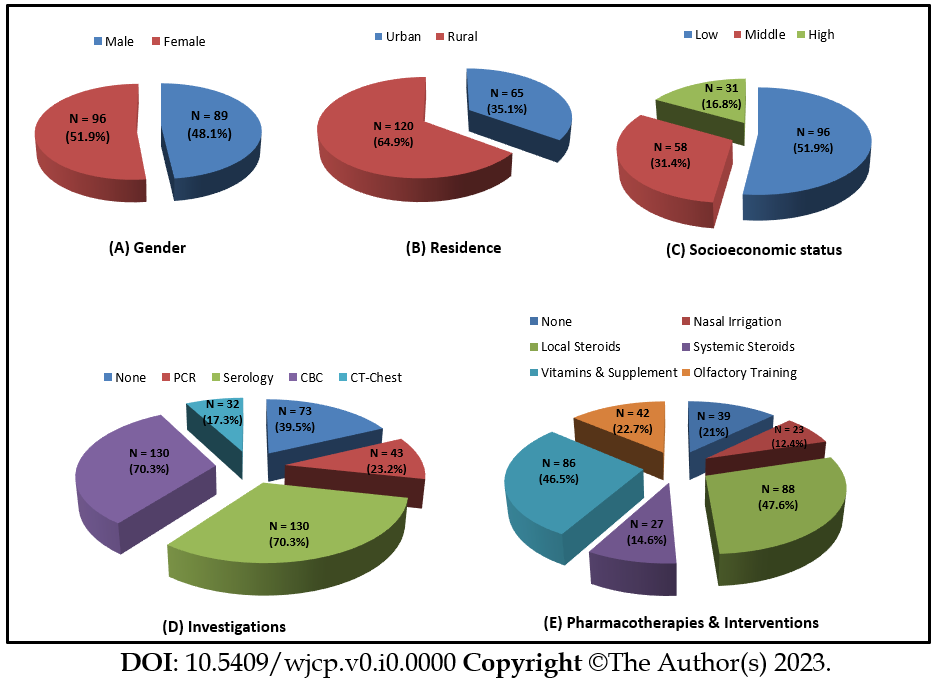 Male Female
N = 96
(51.9%)
N = 89
(48.1%)
(A) Gender
Urban Rural
N = 65
(35.1%)
N = 120
(64.9%)
(B) Residence
Low Middle High
N = 31
(16.8%)
N = 58
(31.4%)
N = 96
(51.9%)
(C) Socioeconomic status
None PCR Serology CBC CT-Chest
N = 32
(17.3%)
N = 73
(39.5%)
N = 130
(70.3%)
N = 43
(23.2%)
N = 130
(70.3%)
(D) Investigations
None Nasal Irrigation
Local Steroids Systemic Steroids
Vitamins & Supplement Olfactory Training
N = 42
(22.7%)
N = 39
(21%)
N = 23
(12.4%)
N = 86
(46.5%)
N = 88
(47.6%)
N = 27
(14.6%)
(E) Pharmacotherapies & Interventions
DOI: 10.5409/wjcp.v0.i0.0000 Copyright ©The Author(s) 2023.